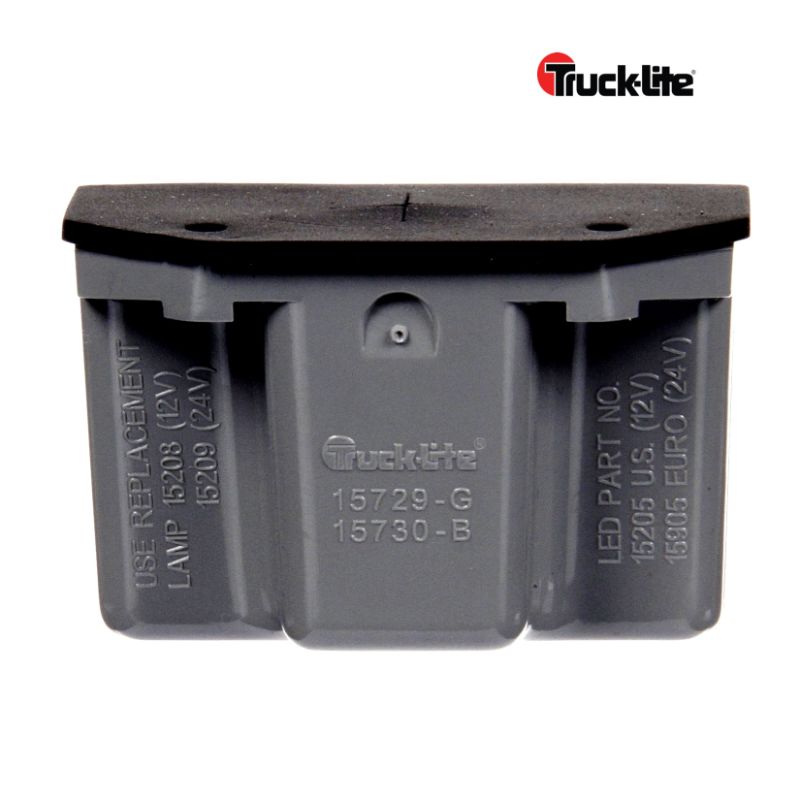 Truck-Lite®
USE REPLACEMENT
LAMP 15208 (12V)
15209 (24V)
Truck-Lite®
15729-G
15730-B
LED PART NO.
15205 U.S. (12V)
15905 EURO (24V)